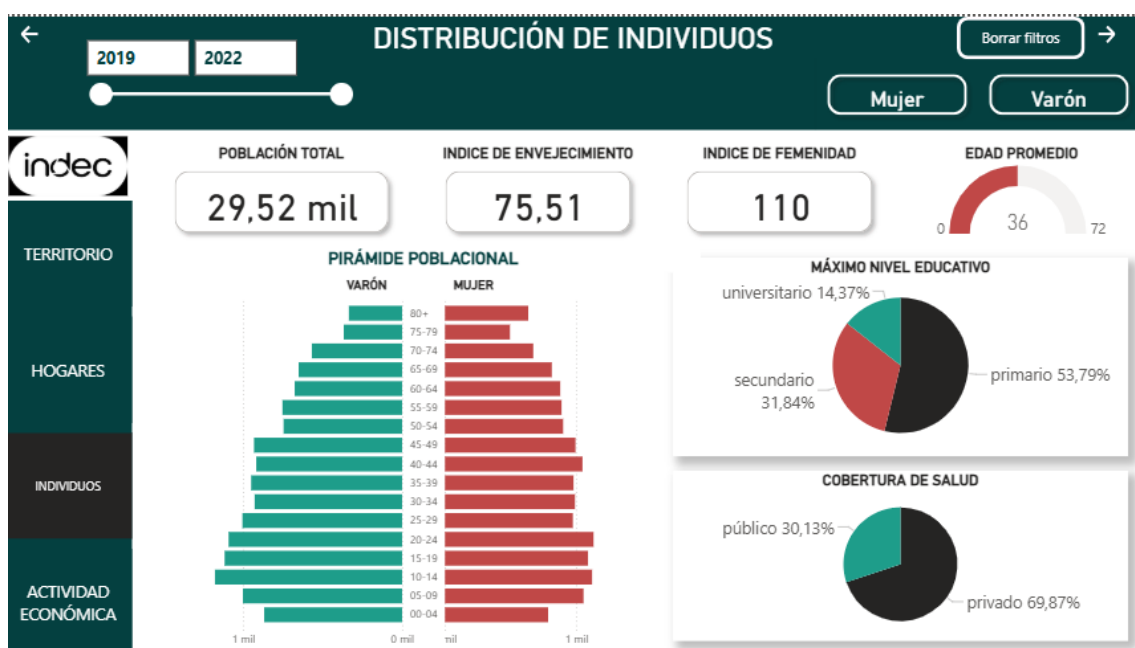 2019
2022
DISTRIBUCIÓN DE INDIVIDUOS
Borrar filtros
Mujer
Varón
indec
TERRITORIO
HOGARES
INDIVIDUOS
ACTIVIDAD
ECONÓMICA
POBLACIÓN TOTAL
29,52 mil
INDICE DE ENVEJECIMIENTO
75,51
INDICE DE FEMENIDAD
110
EDAD PROMEDIO
36
0
72
PIRÁMIDE POBLACIONAL
VARÓN
MUJER
80+
75-79
70-74
65-69
60-64
55-59
50-54
45-49
40-44
35-39
30-34
25-29
20-24
15-19
10-14
05-09
00-04
1 mil
0 mil
nil
1 mil
MÁXIMO NIVEL EDUCATIVO
universitario 14,37%
secundario
31,84%
primario 53,79%
COBERTURA DE SALUD
público 30,13%
privado 69,87%